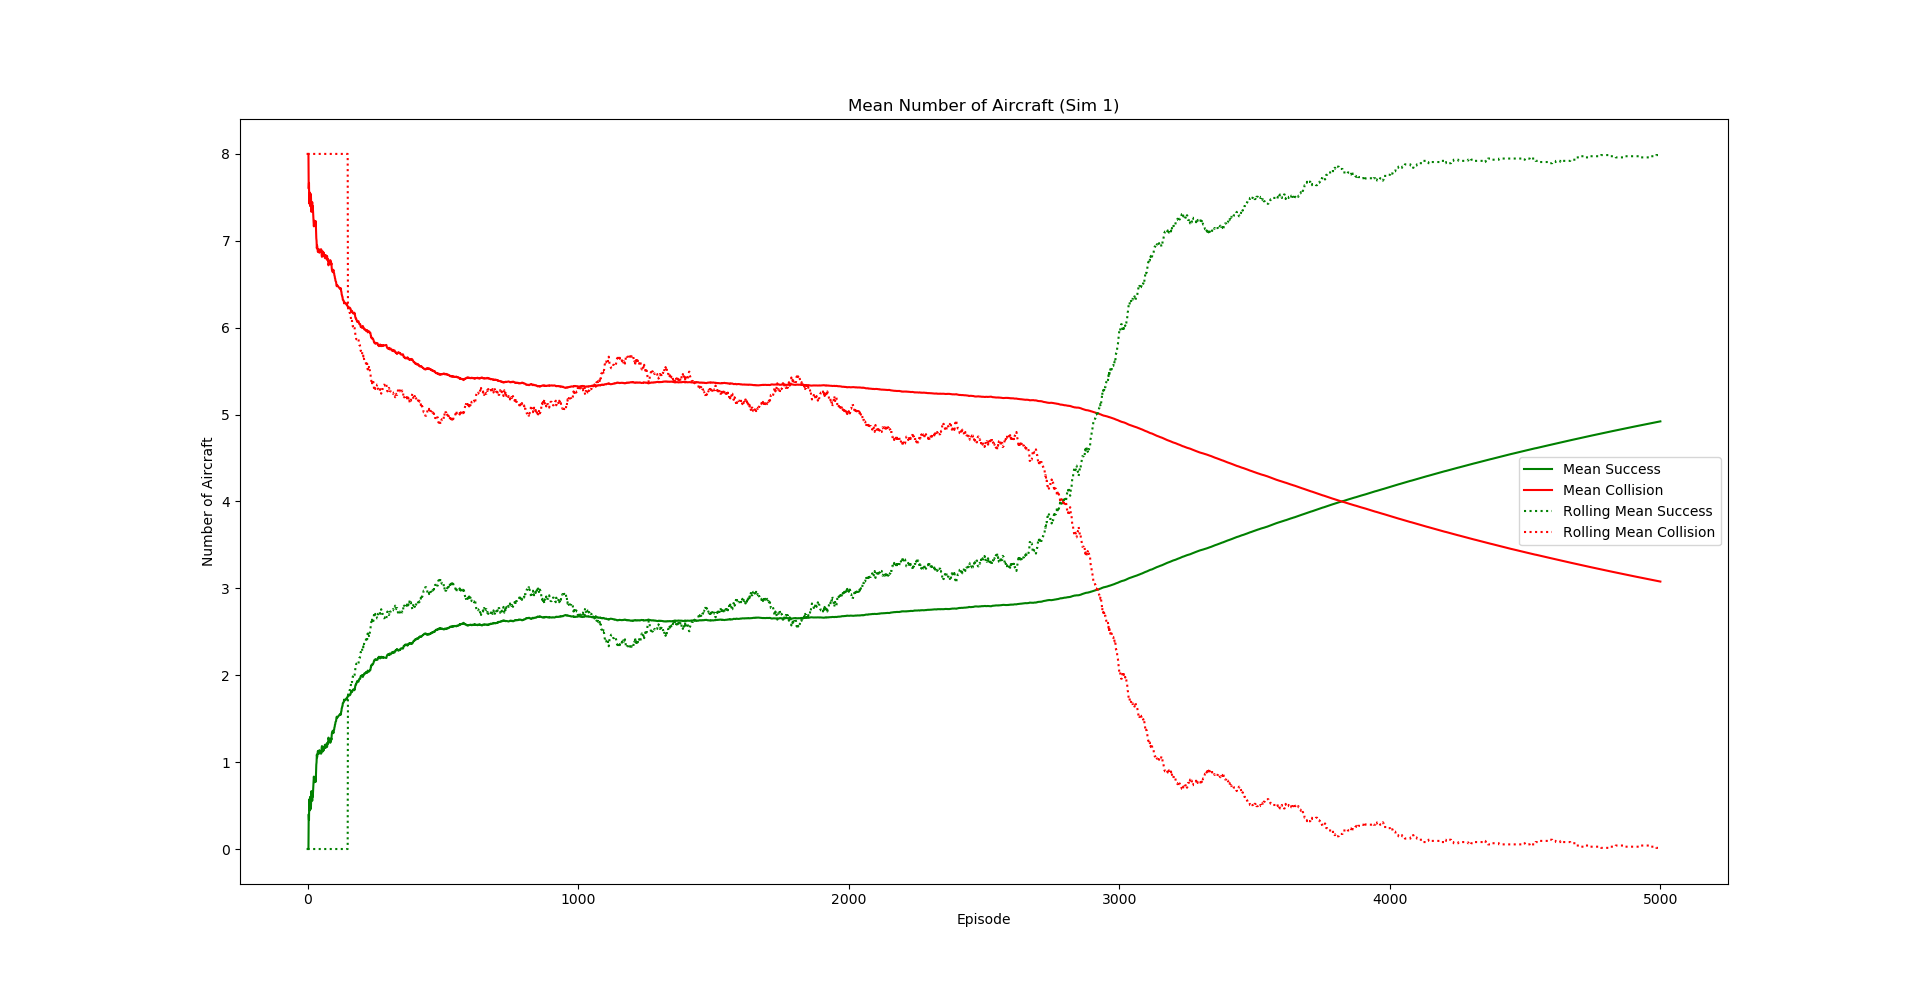 Mean Number of Aircraft (Sim 1)
Number of Aircraft
8
7
6
5
4
3
2
1
0
Mean Success
Mean Collision
Rolling Mean Success
Rolling Mean Collision
0 1000 2000 3000 4000 5000
Episode